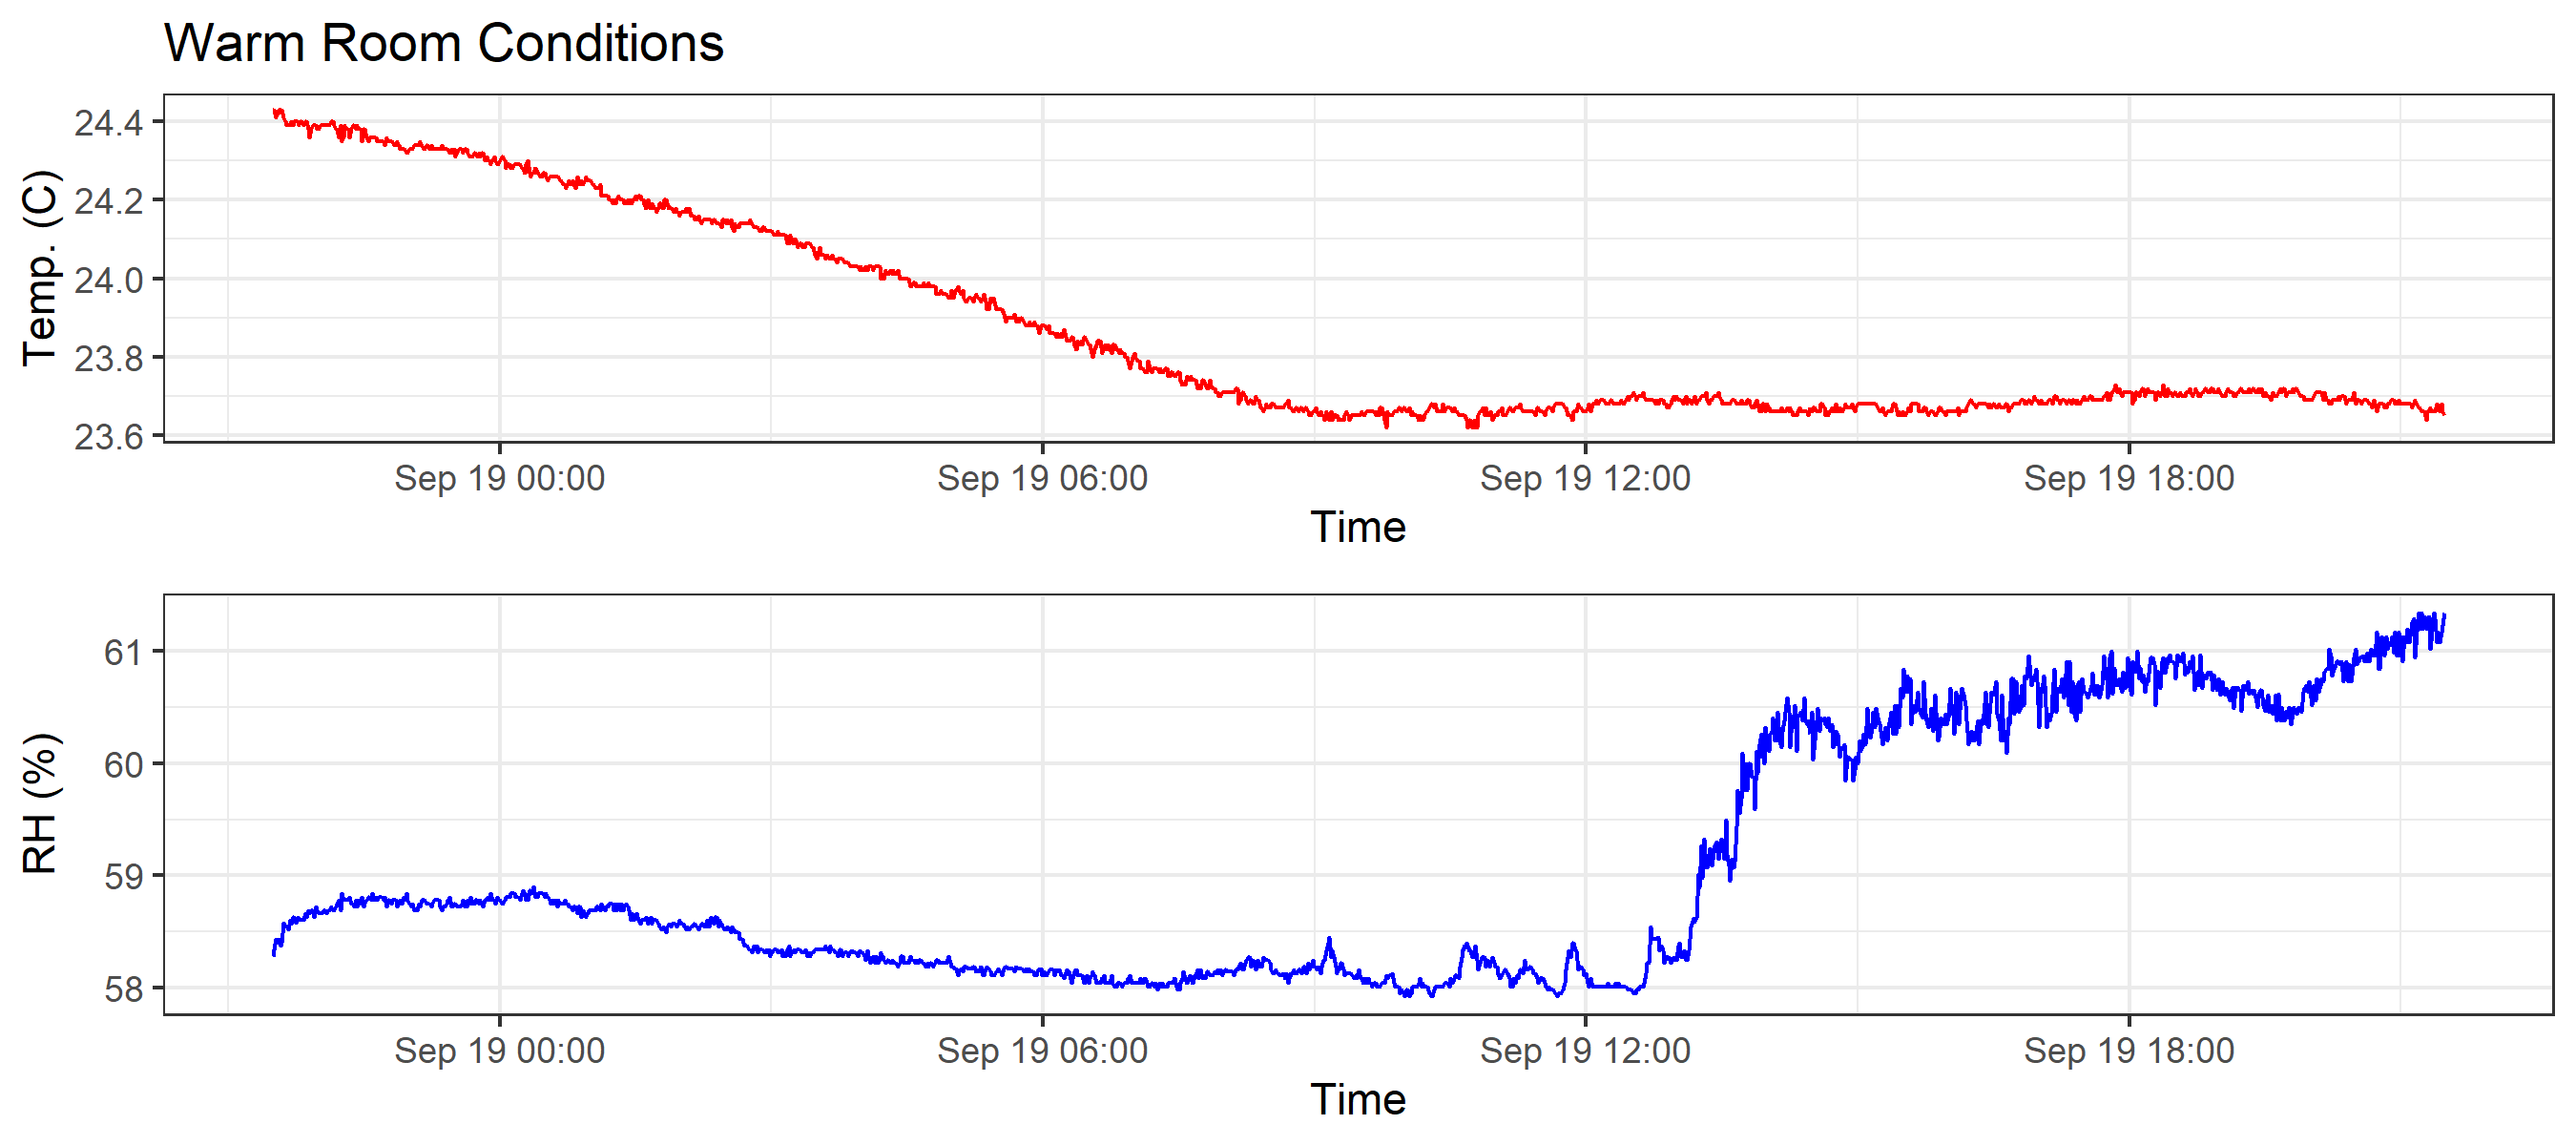 Warm Room Conditions
24.4
24.2
24.0
23.8
23.6
Temp. (C)
Sep 19 00:00 Sep 19 06:00 Sep 19 12:00 Sep 19 18:00
Time
61
60
59
58
RH (%)
Sep 19 00:00 Sep 19 06:00 Sep 19 12:00 Sep 19 18:00
Time